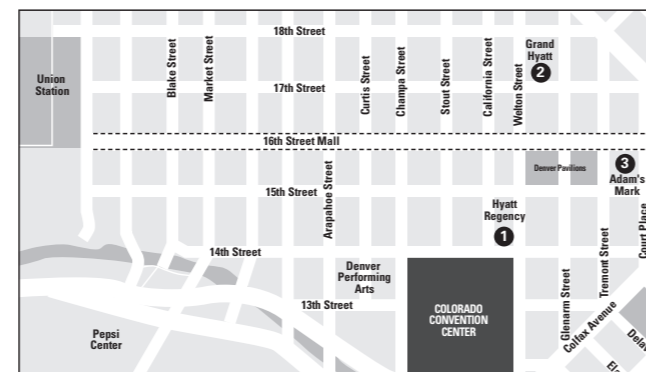 18th Street
Union
Station
Blake Street
Market Street
17th Street
Curtis Street
Champa Street
Stout Street
California Street
Welton Street
Grand
Hyatt
2
16th Street Mall
Arapahoe Street
Denver Pavilions
3
Adam's
Mark
15th Street
Hyatt
Regency
1
Court Place
14th Street
Denver
Performing
Arts
13th Street
COLORADO
CONVENTION
CENTER
Glenarm Street
Tremont Street
Colfax Avenue
Pepsi
Center
Delaw
Ela